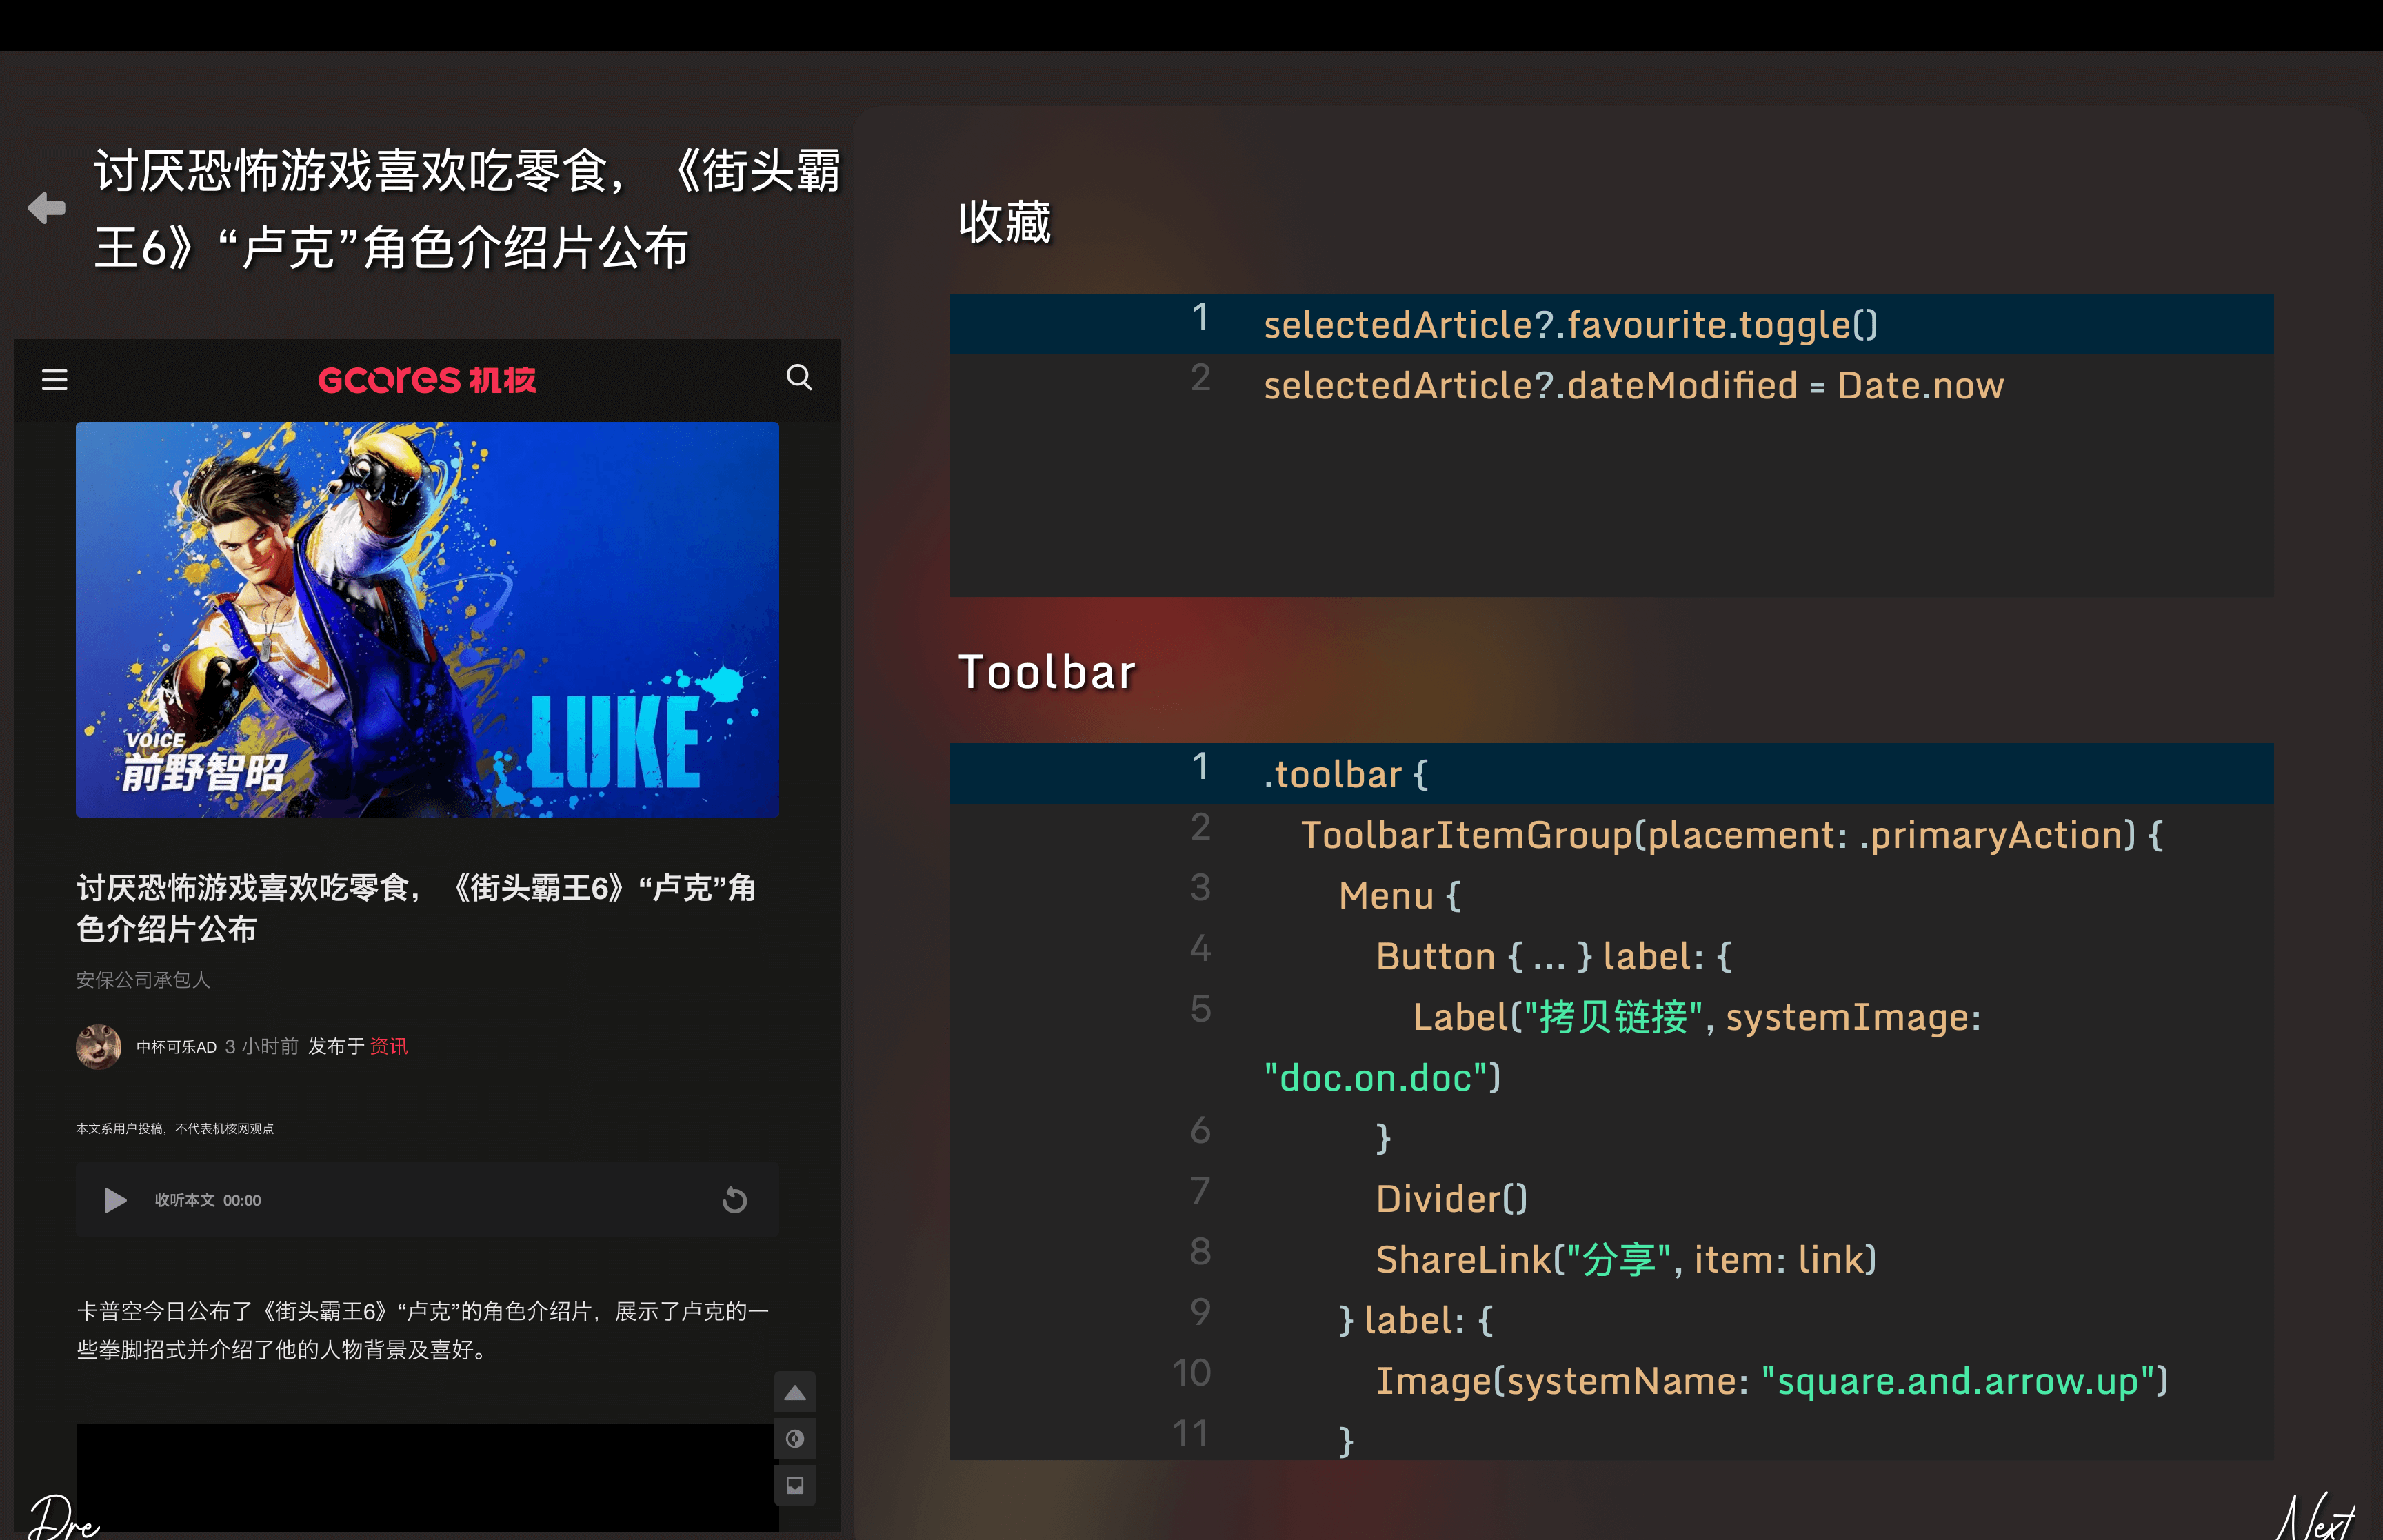 讨厌恐怖游戏喜欢吃零食，《街头霸
王6》“卢克”角色介绍片公布
GCORES 机核
VOICE
前野智昭
LUKE
讨厌恐怖游戏喜欢吃零食，《街头霸王6》“卢克”角
色介绍片公布
安保公司承包人
中杯可乐AD 3 小时前 发布于 资讯
本文系用户投稿，不代表机核网观点
收听本文 00:00
卡普空今日公布了《街头霸王6》“卢克”的角色介绍片，展示了卢克的一
些拳脚招式并介绍了他的人物背景及喜好。
Pre
收藏
1 selectedArticle?.favourite.toggle()
2 selectedArticle?.dateModified = Date.now
Toolbar
1 .toolbar {
2 ToolbarItemGroup(placement: .primaryAction) {
3 Menu {
4 Button { ... } label: {
5 Label("拷贝链接", systemImage:
"doc.on.doc")
6 }
7 Divider()
8 ShareLink("分享", item: link)
9 } label: {
10 Image(systemName: "square.and.arrow.up")
11 }
Next